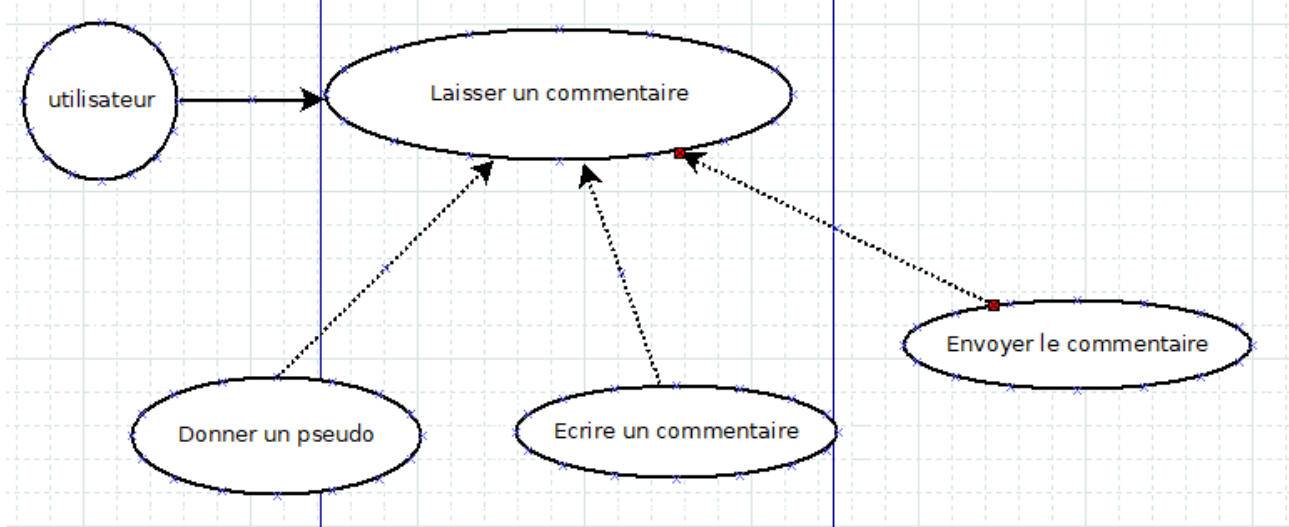 utilisateur
Laisser un commentaire
Envoyer le commentaire
Donner un pseudo
Ecrire un commentaire